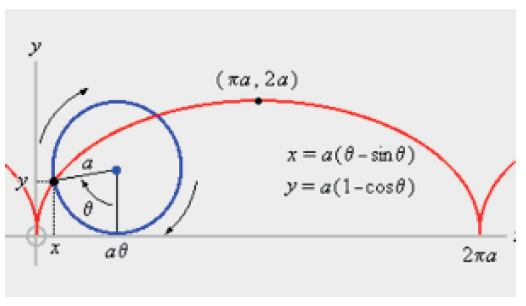 y
(πa, 2a)
a
x = a(θ−sinθ)
y = a(1−cosθ)
y
θ
x
aθ
2πa